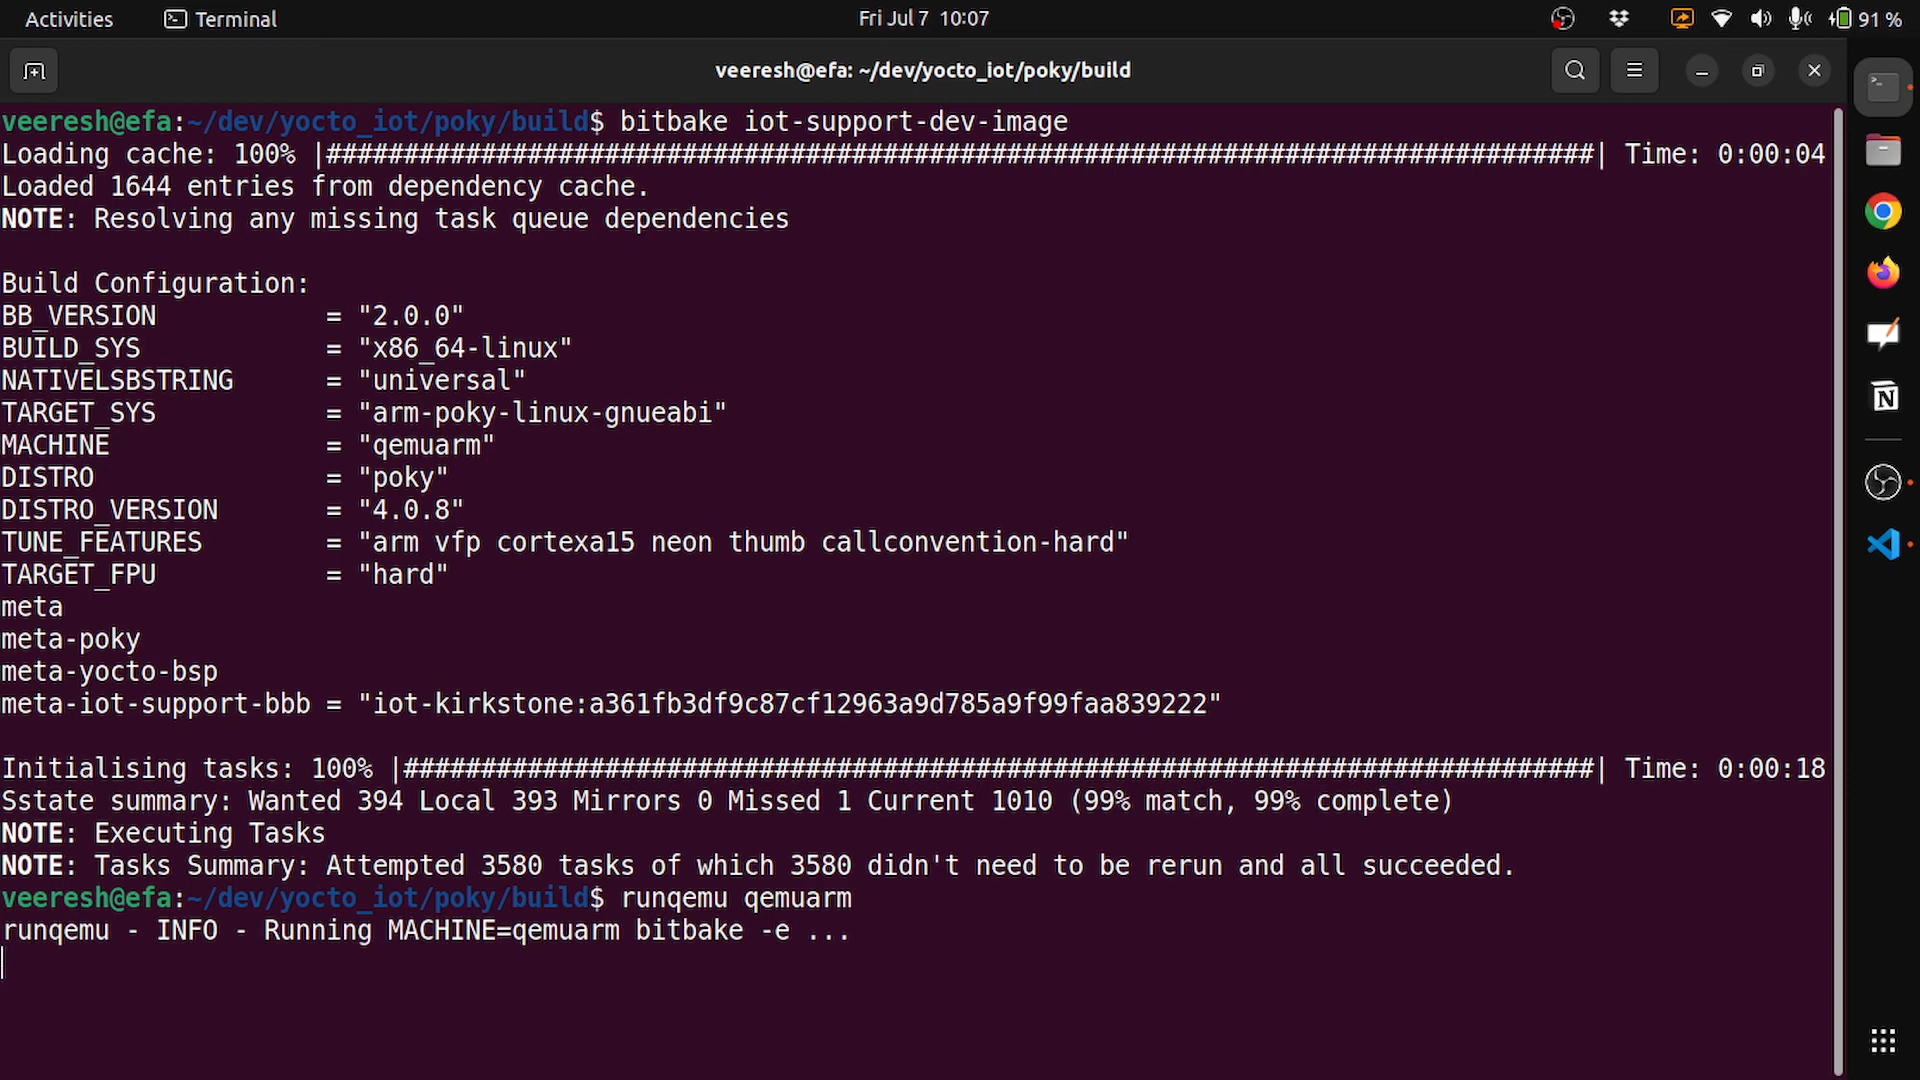 Activities Terminal Fri Jul 7 10:07 91 %
veeresh@efa: ~/dev/yocto_iot/poky/build
veeresh@efa:~/dev/yocto_iot/poky/build$ bitbake iot-support-dev-image
Loading cache: 100% |##################################################################################| Time: 0:00:04
Loaded 1644 entries from dependency cache.
NOTE: Resolving any missing task queue dependencies
Build Configuration:
BB_VERSION           = "2.0.0"
BUILD_SYS            = "x86_64-linux"
NATIVELSBSTRING      = "universal"
TARGET_SYS           = "arm-poky-linux-gnueabi"
MACHINE              = "qemuarm"
DISTRO               = "poky"
DISTRO_VERSION       = "4.0.8"
TUNE_FEATURES        = "arm vfp cortexa15 neon thumb callconvention-hard"
TARGET_FPU           = "hard"
meta
meta-poky
meta-yocto-bsp
meta-iot-support-bbb = "iot-kirkstone:a361fb3df9c87cf12963a9d785a9f99faa839222"
Initialising tasks: 100% |#############################################################################| Time: 0:00:18
Sstate summary: Wanted 394 Local 393 Mirrors 0 Missed 1 Current 1010 (99% match, 99% complete)
NOTE: Executing Tasks
NOTE: Tasks Summary: Attempted 3580 tasks of which 3580 didn't need to be rerun and all succeeded.
veeresh@efa:~/dev/yocto_iot/poky/build$ runqemu qemuarm
runqemu - INFO - Running MACHINE=qemuarm bitbake -e ...